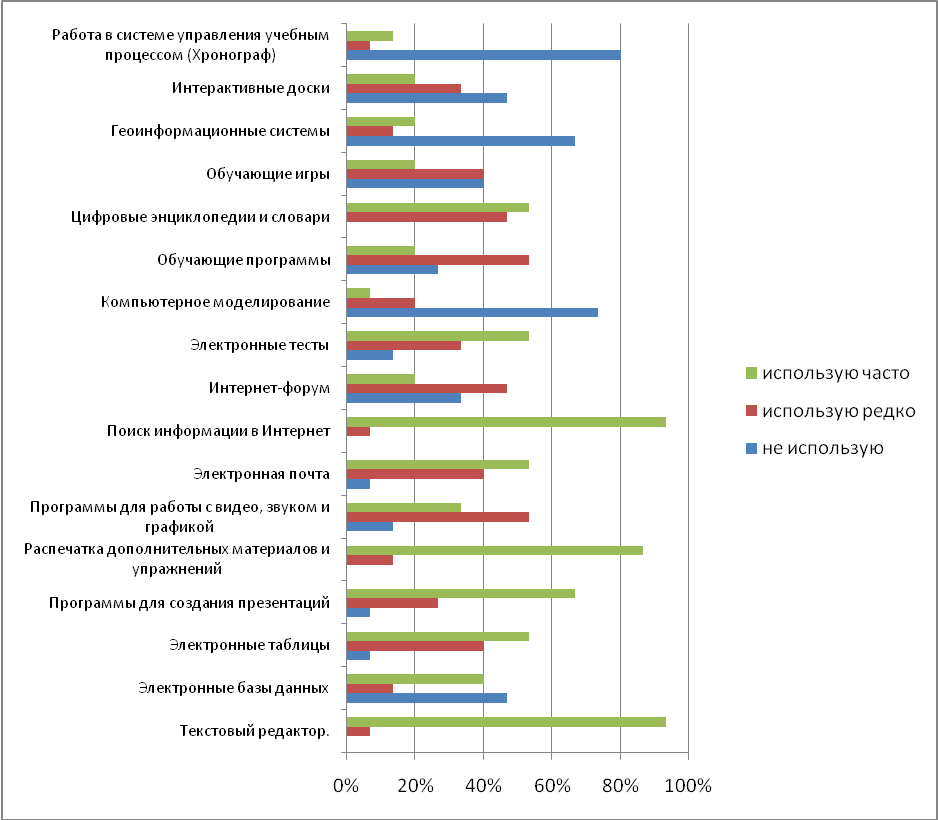 Работа в системе управления учебным
процессом (Хронограф)
Интерактивные доски
Геоинформационные системы
Обучающие игры
Цифровые энциклопедии и словари
Обучающие программы
Компьютерное моделирование
Электронные тесты
Интернет-форум
Поиск информации в Интернет
Электронная почта
Программы для работы с видео, звуком и
графикой
Распечатка дополнительных материалов и
упражнений
Программы для создания презентаций
Электронные таблицы
Электронные базы данных
Текстовый редактор.
0% 20% 40% 60% 80% 100%
использую часто
использую редко
не использую